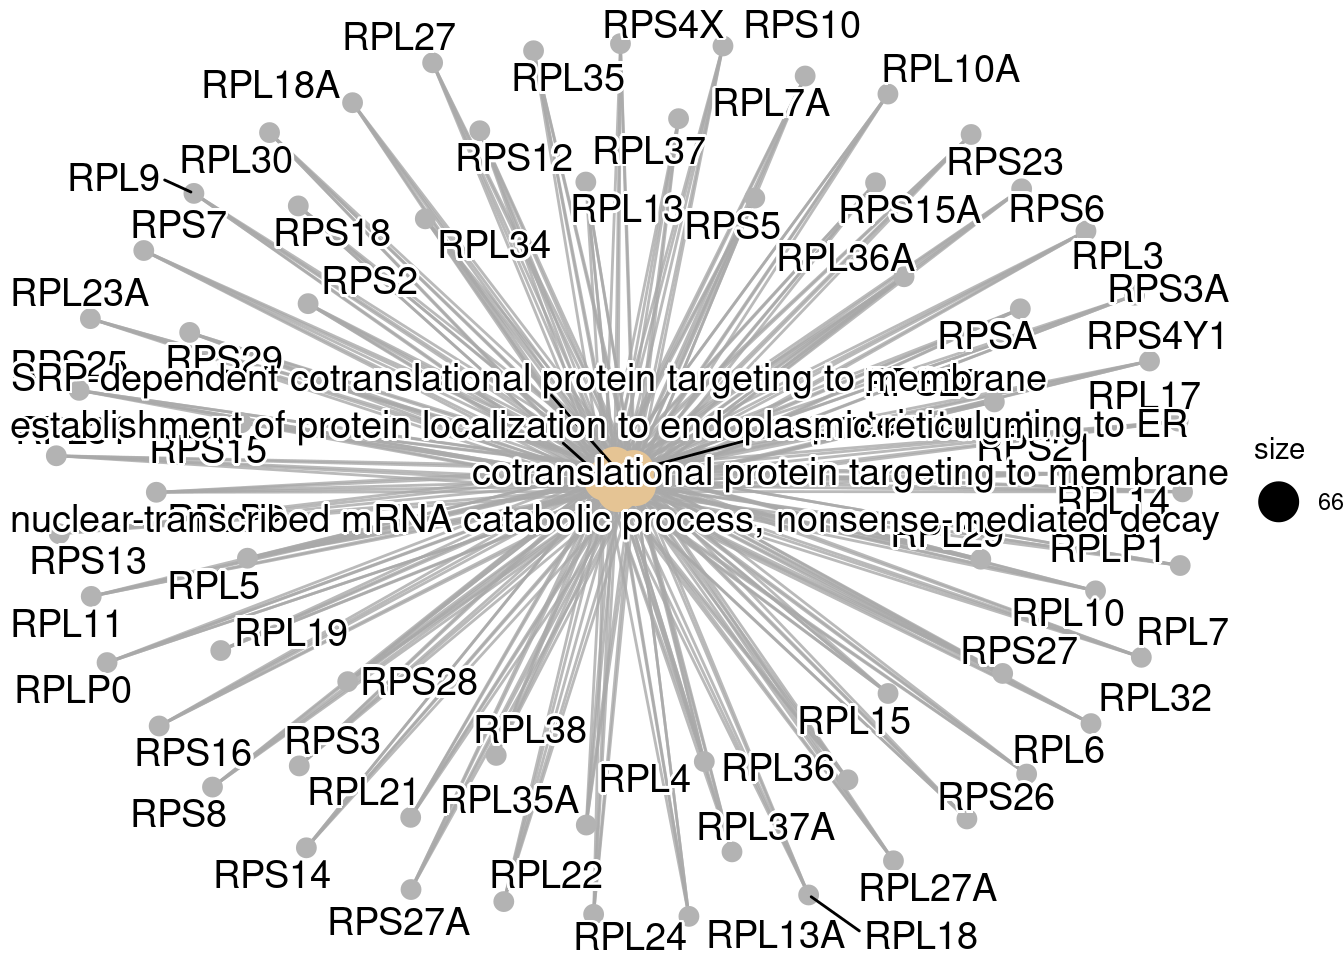 RPS4X RPS10
RPL27
RPL10A
RPL35
RPL18A
RPL7A
RPS12 RPL37
RPL30
RPS23
RPL9
RPL13
RPS15A RPS6
RPS7
RPS5
RPS18
RPL34
RPL36A
RPL3
RPS2
RPS3A
RPL23A
RPSA RPS4Y1
RPS25 RPS29
SRP-dependent cotranslational protein targeting to membrane
RPL17
establishment of protein localization to endoplasmic reticulum
to ER
RPS15
RPS21
size
cotranslational protein targeting to membrane
RPL14
66
nuclear-transcribed mRNA catabolic process, nonsense-mediated decay
RPL29 RPLP1
RPS13
RPL5
RPL10
RPL11
RPL19
RPL7
RPS27
RPLP0
RPS28
RPL32
RPL15
RPL38
RPS16 RPS3
RPL6
RPL4 RPL36
RPL21 RPL35A
RPS26
RPS8
RPL37A
RPS14
RPL22
RPL27A
RPS27A
RPL24 RPL13A RPL18